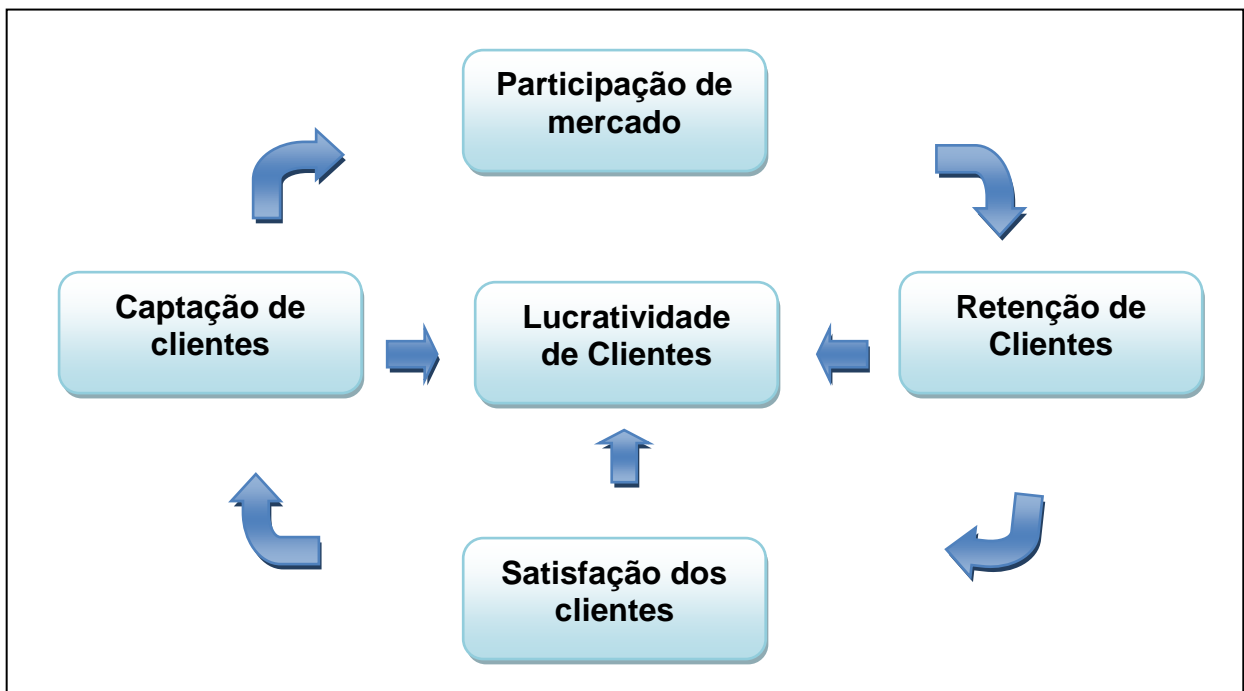 Participação de
mercado
Captação de
clientes
Lucratividade
de Clientes
Retenção de
Clientes
Satisfação dos
clientes